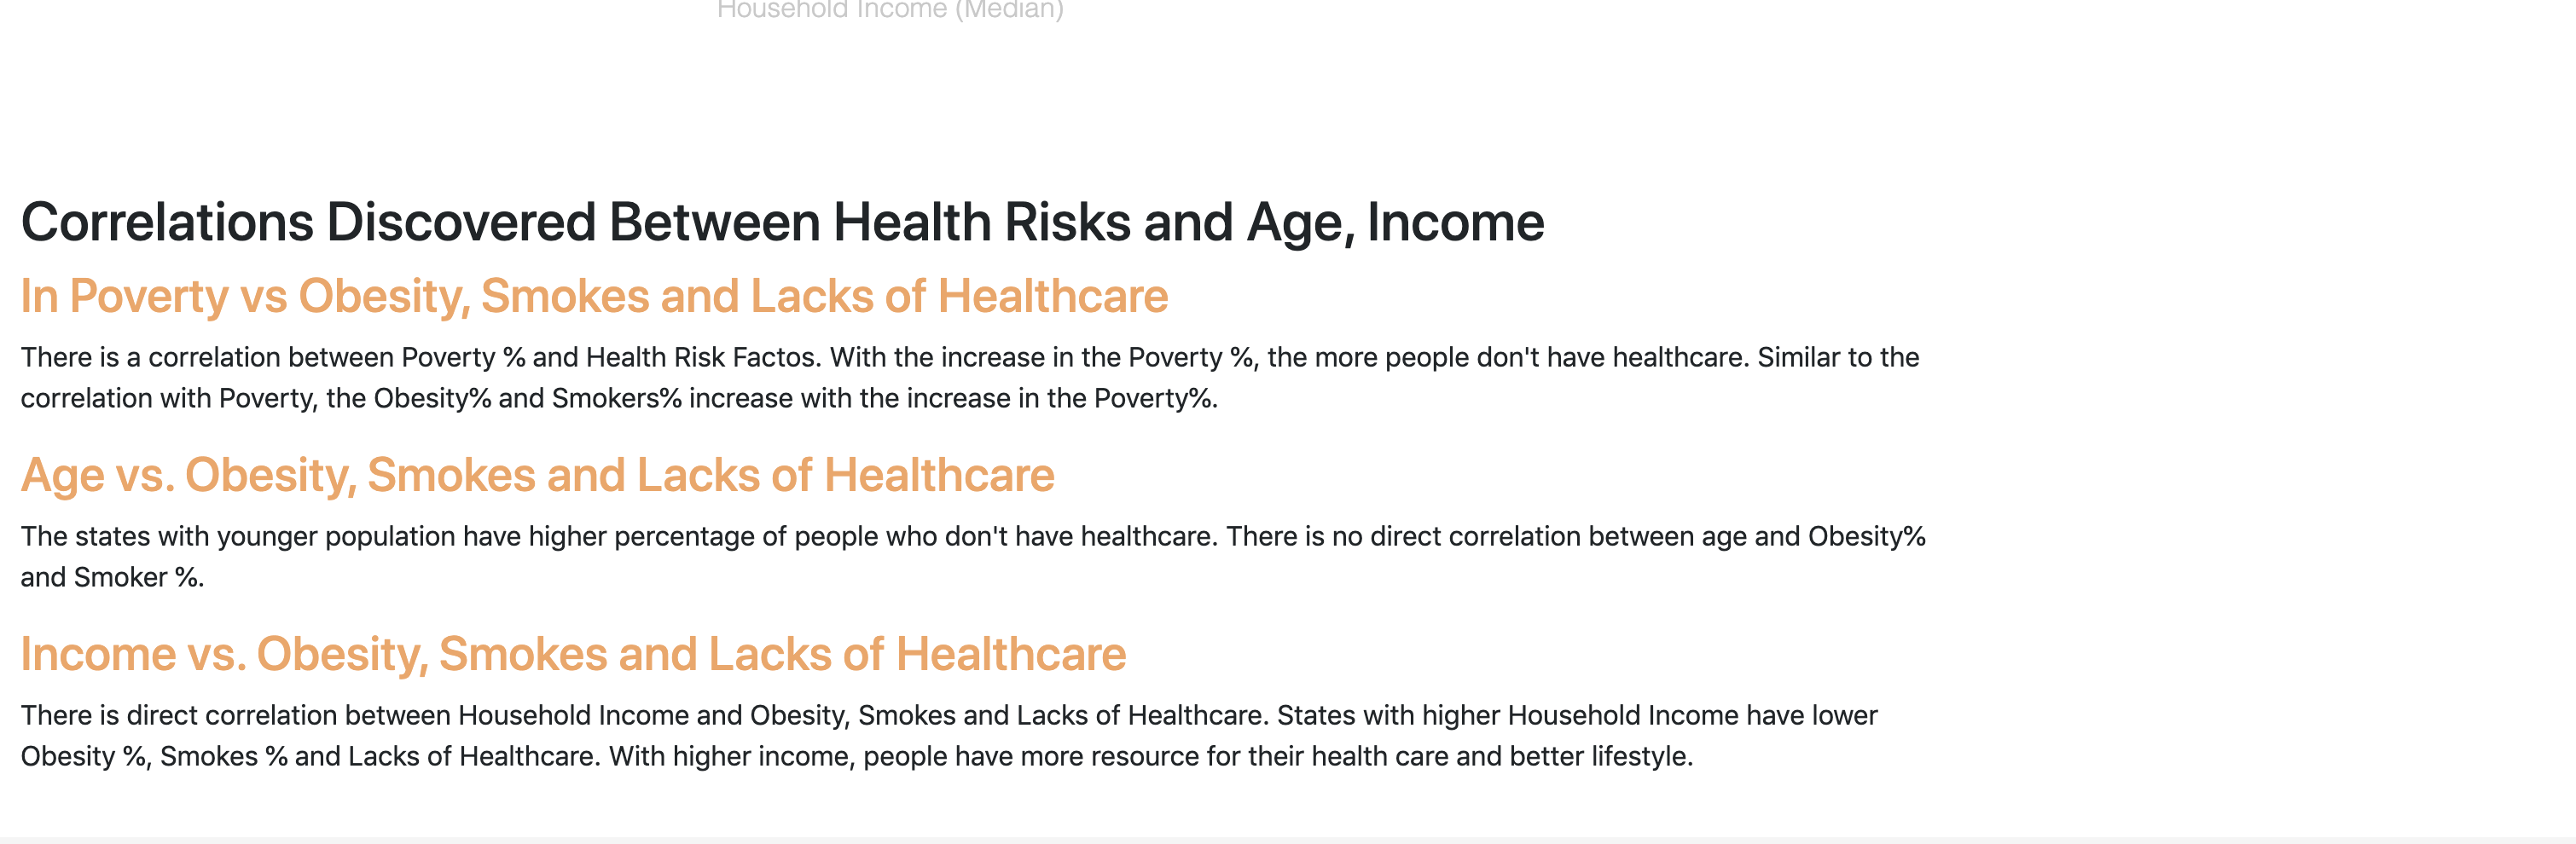 Household Income (Median)
Correlations Discovered Between Health Risks and Age, Income
In Poverty vs Obesity, Smokes and Lacks of Healthcare
There is a correlation between Poverty % and Health Risk Factos. With the increase in the Poverty %, the more people don't have healthcare. Similar to the
correlation with Poverty, the Obesity% and Smokers% increase with the increase in the Poverty%.
Age vs. Obesity, Smokes and Lacks of Healthcare
The states with younger population have higher percentage of people who don't have healthcare. There is no direct correlation between age and Obesity%
and Smoker %.
Income vs. Obesity, Smokes and Lacks of Healthcare
There is direct correlation between Household Income and Obesity, Smokes and Lacks of Healthcare. States with higher Household Income have lower
Obesity %, Smokes % and Lacks of Healthcare. With higher income, people have more resource for their health care and better lifestyle.